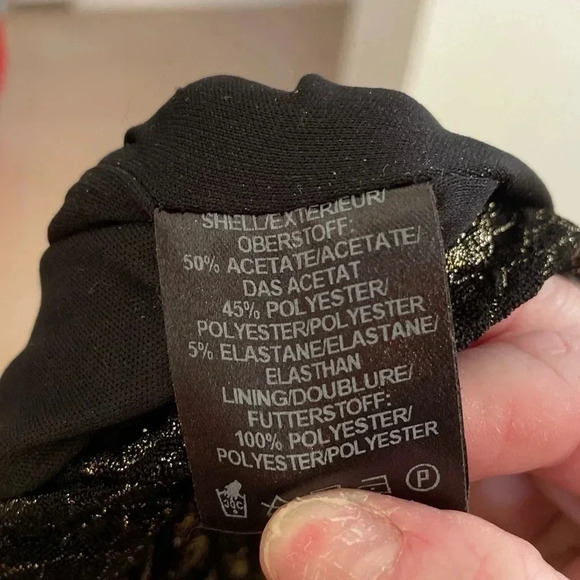 SHELL/EXTERIEUR/
OBERSTOFF:
50% ACETATE/ACETATE/
DAS ACETAT
45% POLYESTER/
POLYESTER/POLYESTER
5% ELASTANE/ELASTANE/
ELASTHAN
LINING/DOUBLURE/
FUTTERSTOFF:
100% POLYESTER/
POLYESTER/POLYESTER
30C P